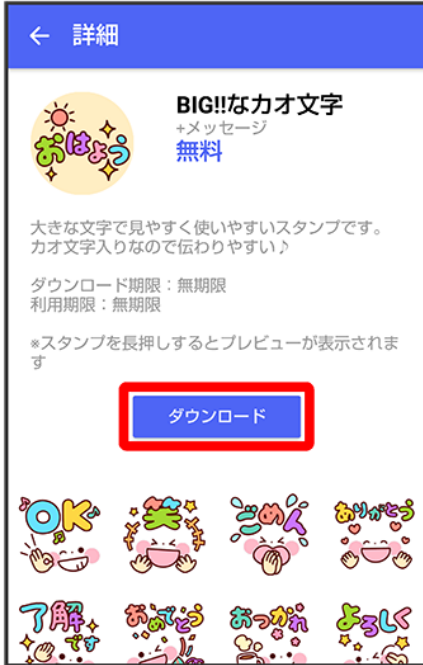 ← 詳細
おはよう
BIG!!なカオ文字
+メッセージ
無料
大きな文字で見やすく使いやすいスタンプです。
カオ文字入りなので伝わりやすい♪
ダウンロード期限：無期限
利用期限：無期限
※スタンプを長押しするとプレビューが表示されま
す
ダウンロード
OK
笑
ごめん
ありがとう
了解
です
おめでとう
おっかれ
よろしく